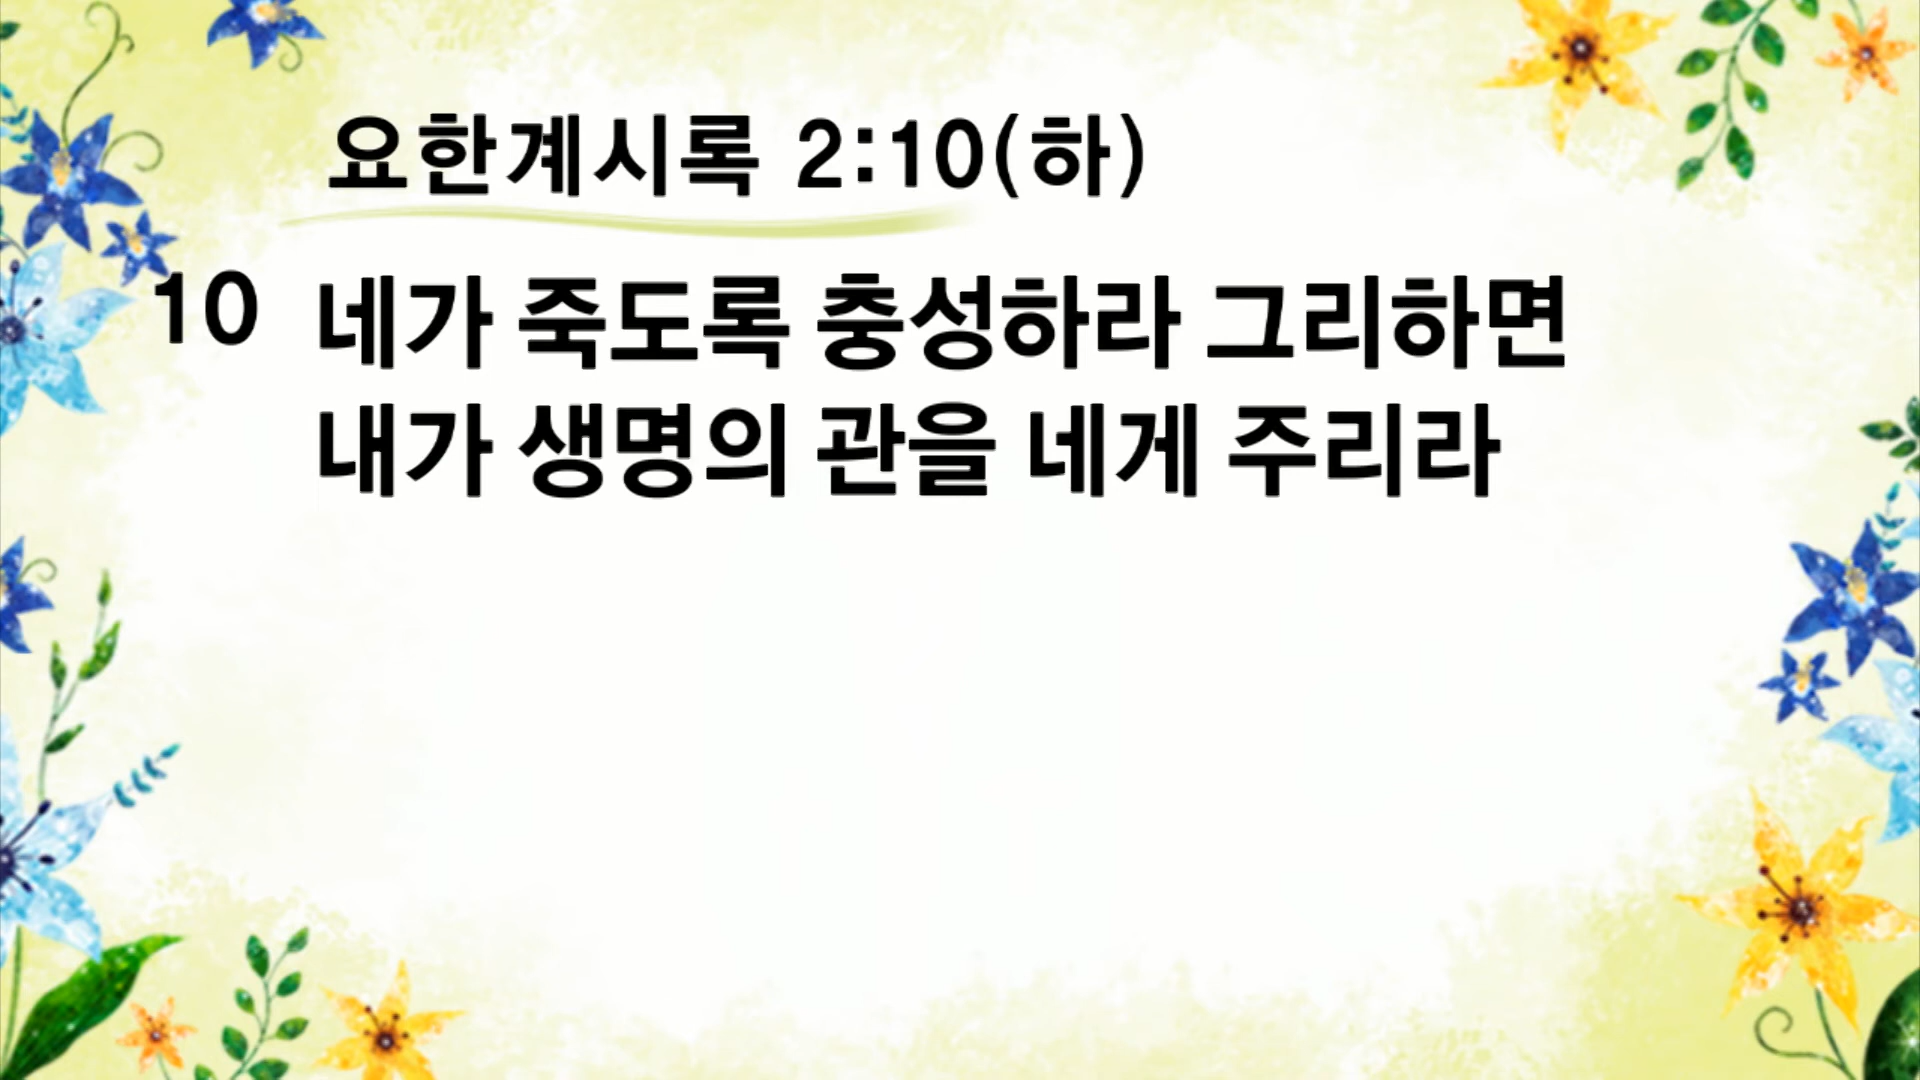 요한계시록 2:10(하)
10 네가 죽도록 충성하라 그리하면
내가 생명의 관을 네게 주리라